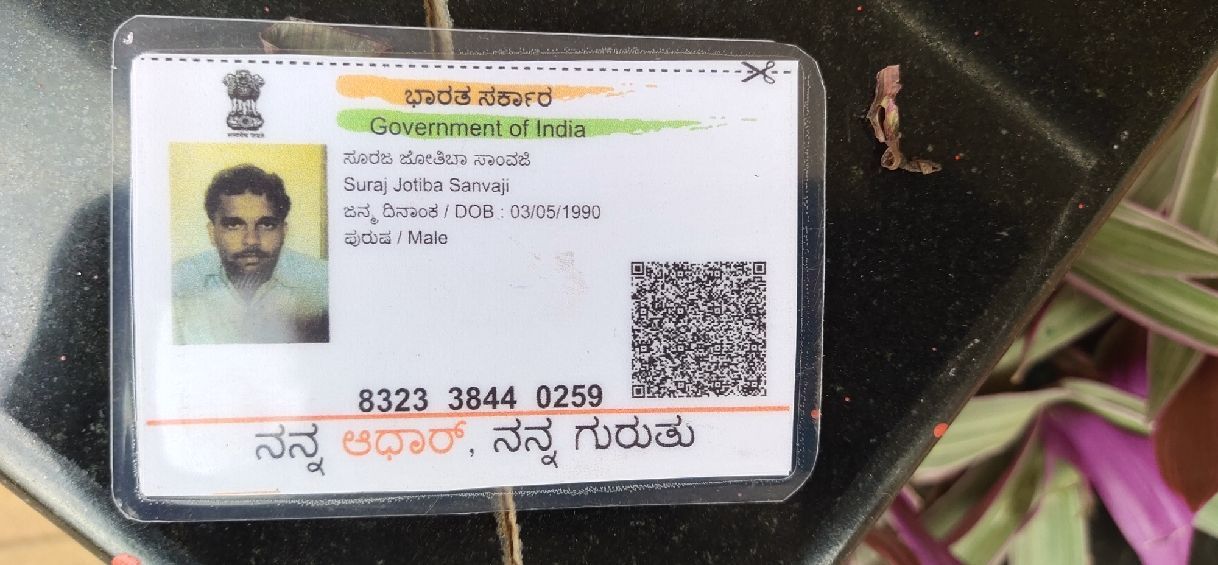 ಭಾರತ ಸರ್ಕಾರ
Government of India
ಸೂರಜ ಜೋತಿಬಾ ಸಾಂವಜಿ
Suraj Jotiba Sanvaji
ಜನ್ಮ ದಿನಾಂಕ / DOB : 03/05/1990
ಪುರುಷ / Male
8323 3844 0259
ನನ್ನ ಆಧಾರ್, ನನ್ನ ಗುರುತು